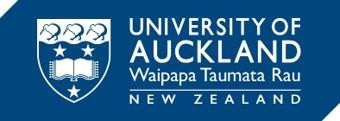 UNIVERSITY OF
AUCKLAND
Waipapa Taumata Rau
NEW ZEALAND